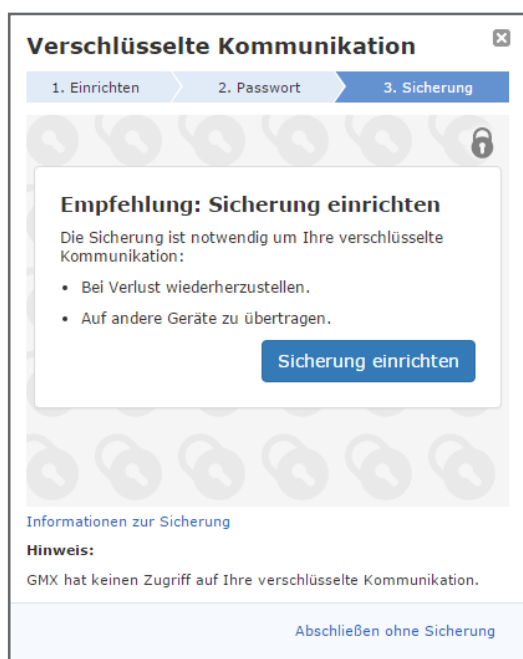 Verschlüsselte Kommunikation
1. Einrichten 2. Passwort 3. Sicherung
Empfehlung: Sicherung einrichten
Die Sicherung ist notwendig um Ihre verschlüsselte
Kommunikation:
• Bei Verlust wiederherzustellen.
• Auf andere Geräte zu übertragen.
Sicherung einrichten
Informationen zur Sicherung
Hinweis:
GMX hat keinen Zugriff auf Ihre verschlüsselte Kommunikation.
Abschließen ohne Sicherung